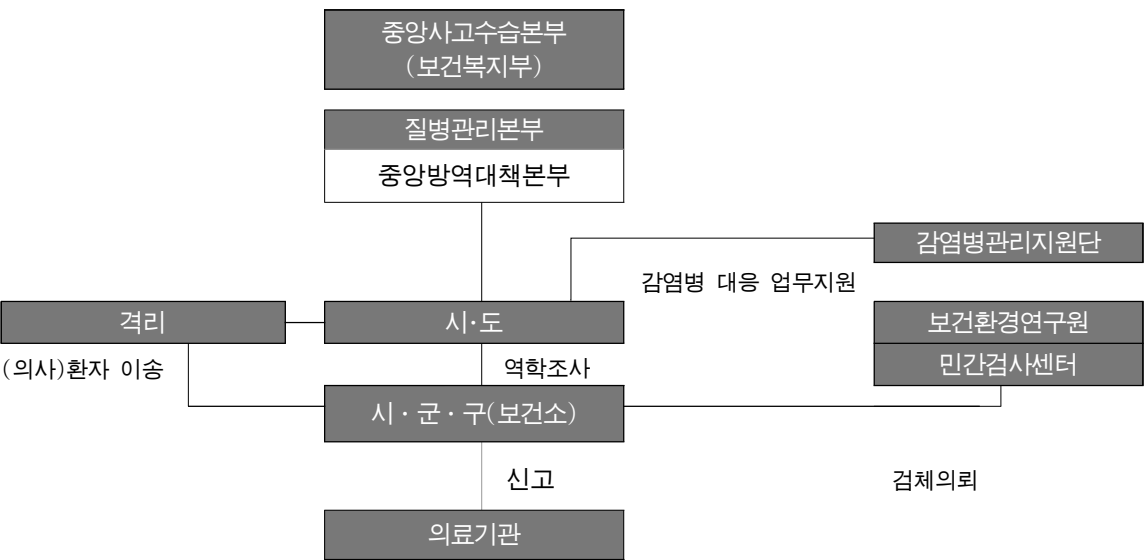 중앙사고수습본부
(보건복지부)
질병관리본부
중앙방역대책본부
감염병관리지원단
감염병 대응 업무지원
격리
시·도
보건환경연구원
(의사)환자 이송
역학조사
민간검사센터
시·군·구(보건소)
신고
검체의뢰
의료기관